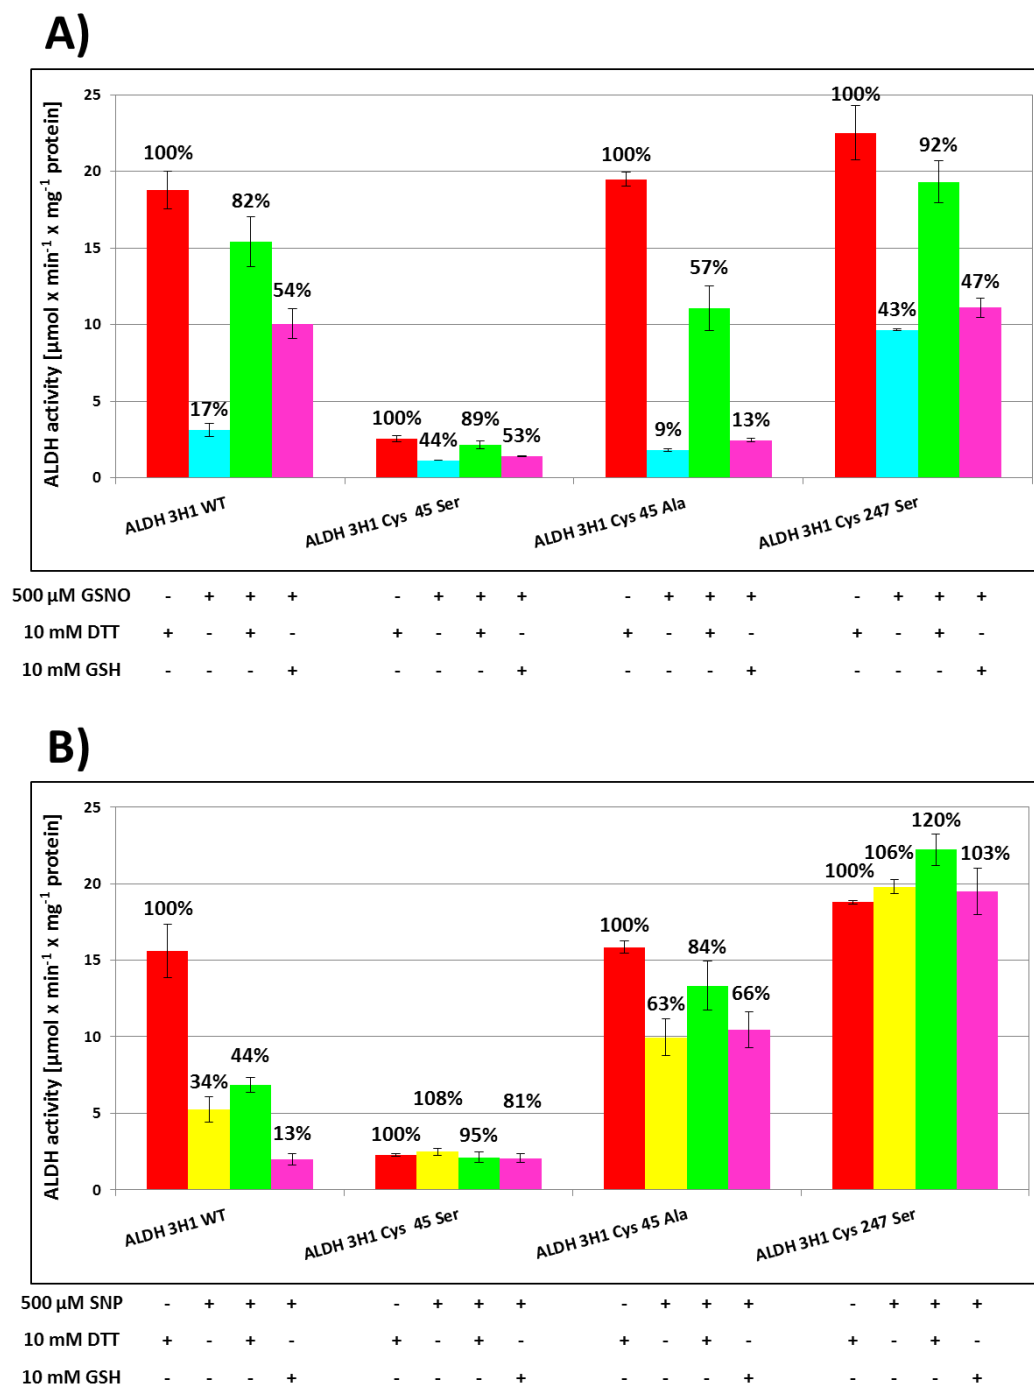 A)
ALDH activity [µmol x min⁻¹ x mg⁻¹ protein]
25
20
15
10
5
0
100%
17%
82%
54%
100%
44%
89%
53%
100%
9%
57%
13%
100%
43%
92%
47%
ALDH 3H1 WT
ALDH 3H1 Cys 45 Ser
ALDH 3H1 Cys 45 Ala
ALDH 3H1 Cys 247 Ser
500 µM GSNO - + + + - + + + - + + + - + + +
10 mM DTT + - + - + - + - + - + - + - + -
10 mM GSH - - - + - - - + - - - + - - - +
B)
ALDH activity [µmol x min⁻¹ x mg⁻¹ protein]
25
20
15
10
5
0
100%
34%
44%
13%
100%
108%
95%
81%
100%
63%
84%
66%
100%
106%
120%
103%
ALDH 3H1 WT
ALDH 3H1 Cys 45 Ser
ALDH 3H1 Cys 45 Ala
ALDH 3H1 Cys 247 Ser
500 µM SNP - + + + - + + + - + + + - + + +
10 mM DTT + - + - + - + - + - + - + - + -
10 mM GSH - - - + - - - + - - - + - - - +